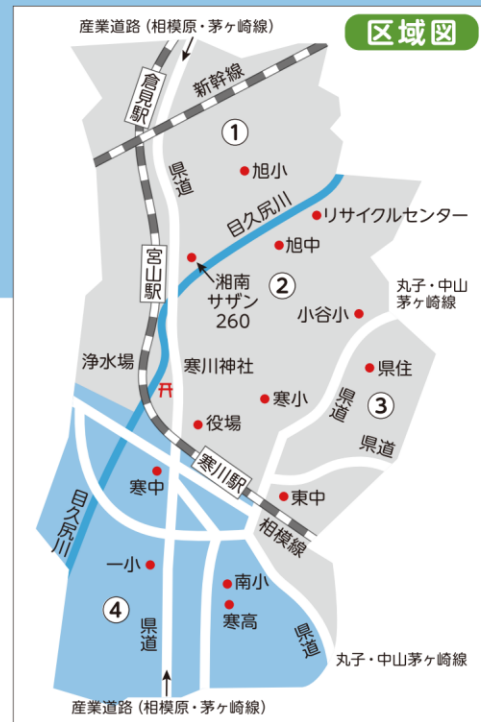 産業道路（相模原・茅ヶ崎線）
区域図
倉見駅
新幹線
①
県道
旭小
目久尻川
リサイクルセンター
旭中
宮山駅
湘南
サザン
260
②
丸子・中山
茅ヶ崎線
小谷小
浄水場
寒川神社
県住
県道
③
寒小
役場
県道
寒川駅
寒中
東中
相模線
目久尻川
一小
南小
④
寒高
県道
県道
丸子・中山茅ヶ崎線
産業道路（相模原・茅ヶ崎線）